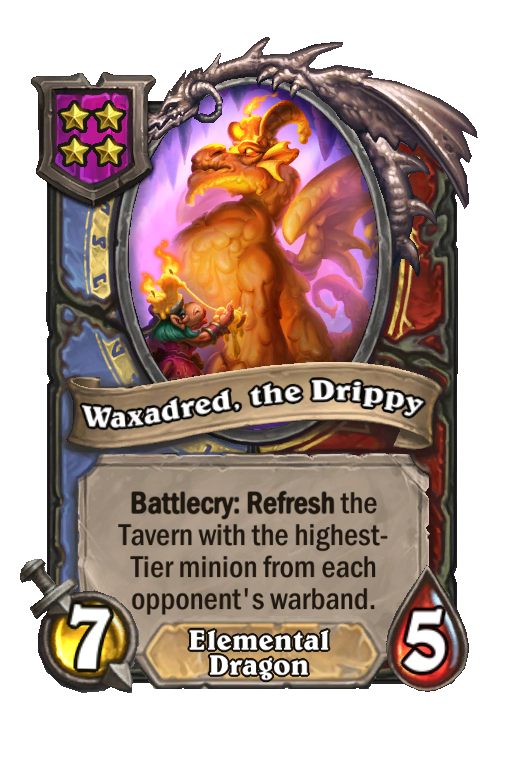 Waxadred, the Drippy
Battlecry: Refresh the
Tavern with the highest-
Tier minion from each
opponent's warband.
7
Elemental
Dragon
5